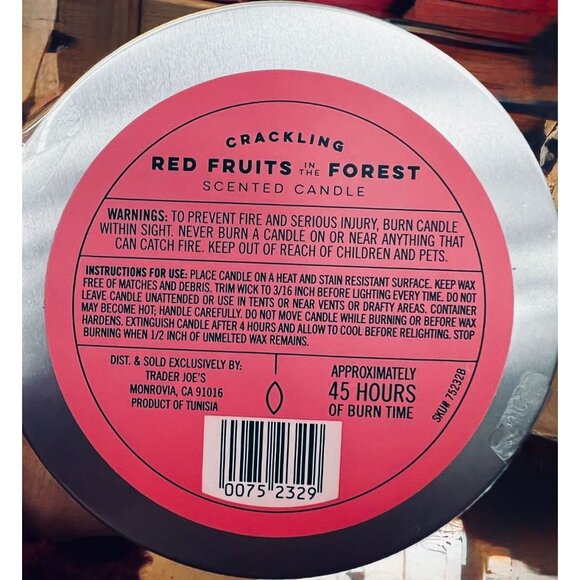 CRACKLING
RED FRUITS IN THE FOREST
SCENTED CANDLE
WARNINGS: TO PREVENT FIRE AND SERIOUS INJURY, BURN CANDLE
WITHIN SIGHT. NEVER BURN A CANDLE ON OR NEAR ANYTHING THAT
CAN CATCH FIRE. KEEP OUT OF REACH OF CHILDREN AND PETS.
INSTRUCTIONS FOR USE: PLACE CANDLE ON A HEAT AND STAIN RESISTANT SURFACE. KEEP WAX
FREE OF MATCHES AND DEBRIS. TRIM WICK TO 3/16 INCH BEFORE LIGHTING EVERY TIME. DO NOT
LEAVE CANDLE UNATTENDED OR USE IN TENTS OR NEAR VENTS OR DRAFTY AREAS. CONTAINER
MAY BECOME HOT; HANDLE CAREFULLY. DO NOT MOVE CANDLE WHILE BURNING OR BEFORE WAX
HARDENS. EXTINGUISH CANDLE AFTER 4 HOURS AND ALLOW TO COOL BEFORE RELIGHTING. STOP
BURNING WHEN 1/2 INCH OF UNMELTED WAX REMAINS.
DIST. & SOLD EXCLUSIVELY BY:
TRADER JOE'S
MONROVIA, CA 91016
PRODUCT OF TUNISIA
APPROXIMATELY
45 HOURS
OF BURN TIME
SKU# 75232B
0075 2329